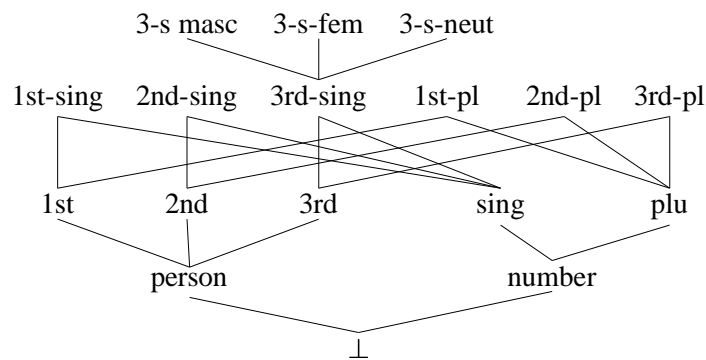 3-s masc 3-s-fem 3-s-neut
1st-sing 2nd-sing 3rd-sing 1st-pl 2nd-pl 3rd-pl
1st 2nd 3rd sing plu
person number
⊥